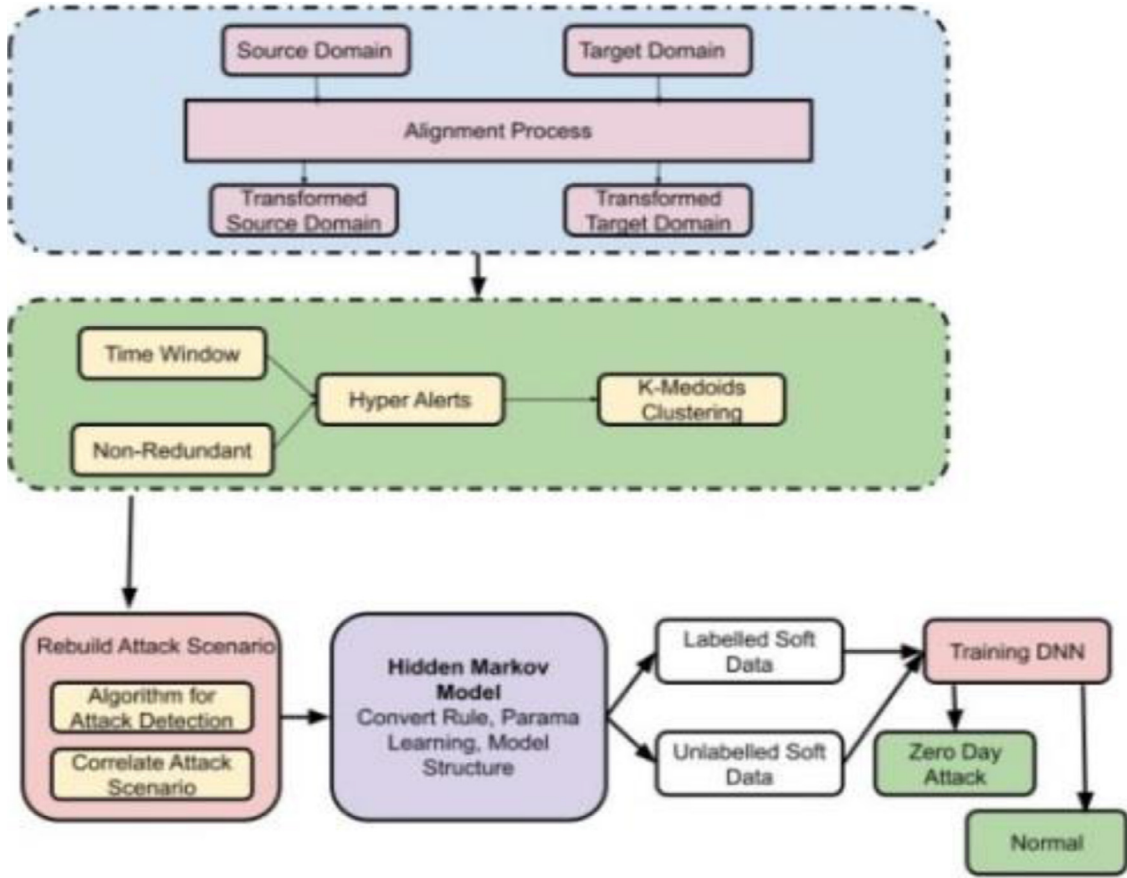 Source Domain
Target Domain
Alignment Process
Transformed
Source Domain
Transformed
Target Domain
Time Window
Non-Redundant
Hyper Alerts
K-Medoids
Clustering
Rebuild Attack Scenario
Algorithm for
Attack Detection
Correlate Attack
Scenario
Hidden Markov
Model
Convert Rule, Parama
Learning, Model
Structure
Labelled Soft
Data
Unlabelled Soft
Data
Training DNN
Zero Day
Attack
Normal